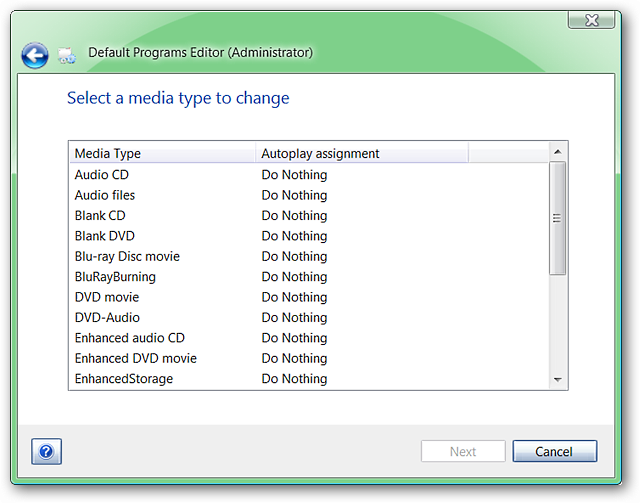 Default Programs Editor (Administrator)
Select a media type to change
Media Type Autoplay assignment
Audio CD Do Nothing
Audio files Do Nothing
Blank CD Do Nothing
Blank DVD Do Nothing
Blu-ray Disc movie Do Nothing
BluRayBurning Do Nothing
DVD movie Do Nothing
DVD-Audio Do Nothing
Enhanced audio CD Do Nothing
Enhanced DVD movie Do Nothing
EnhancedStorage Do Nothing
? Next Cancel